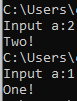 C:\Users\
Input a:2
Two!
C:\Users\
Input a:1
One!